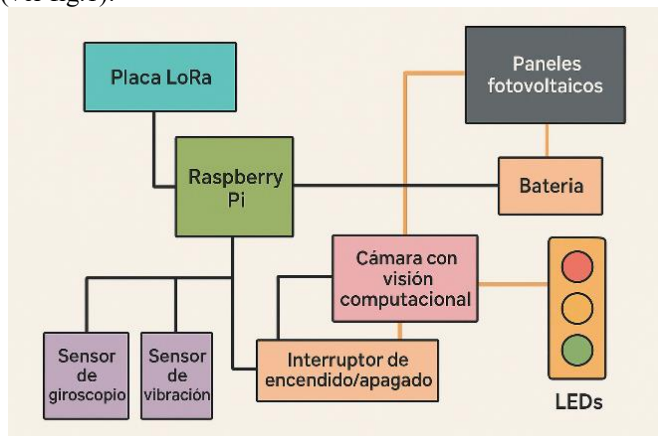 Placa LoRa
Paneles
fotovoltaicos
Raspberry
Pi
Bateria
Cámara con
visión
computacional
Sensor
de
giroscopio
Sensor
de
vibración
Interruptor de
encendido/apagado
LEDs